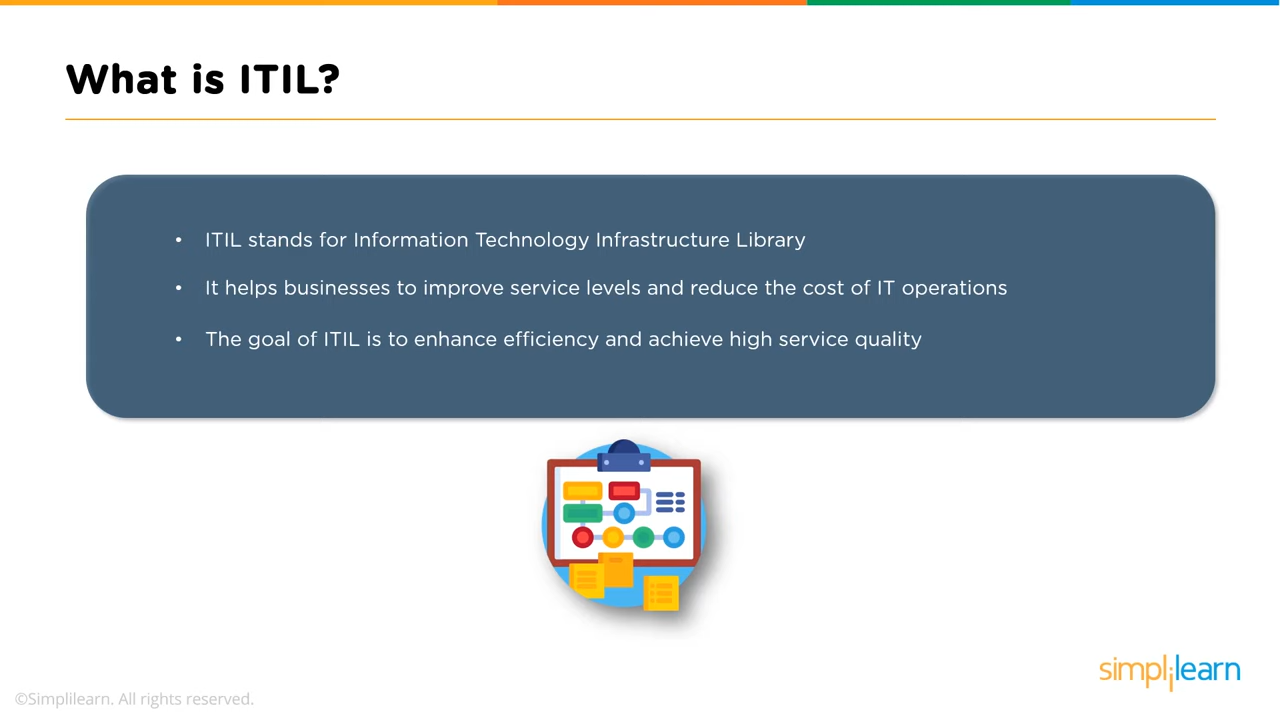 What is ITIL?
• ITIL stands for Information Technology Infrastructure Library
• It helps businesses to improve service levels and reduce the cost of IT operations
• The goal of ITIL is to enhance efficiency and achieve high service quality
simplilearn
©Simplilearn. All rights reserved.